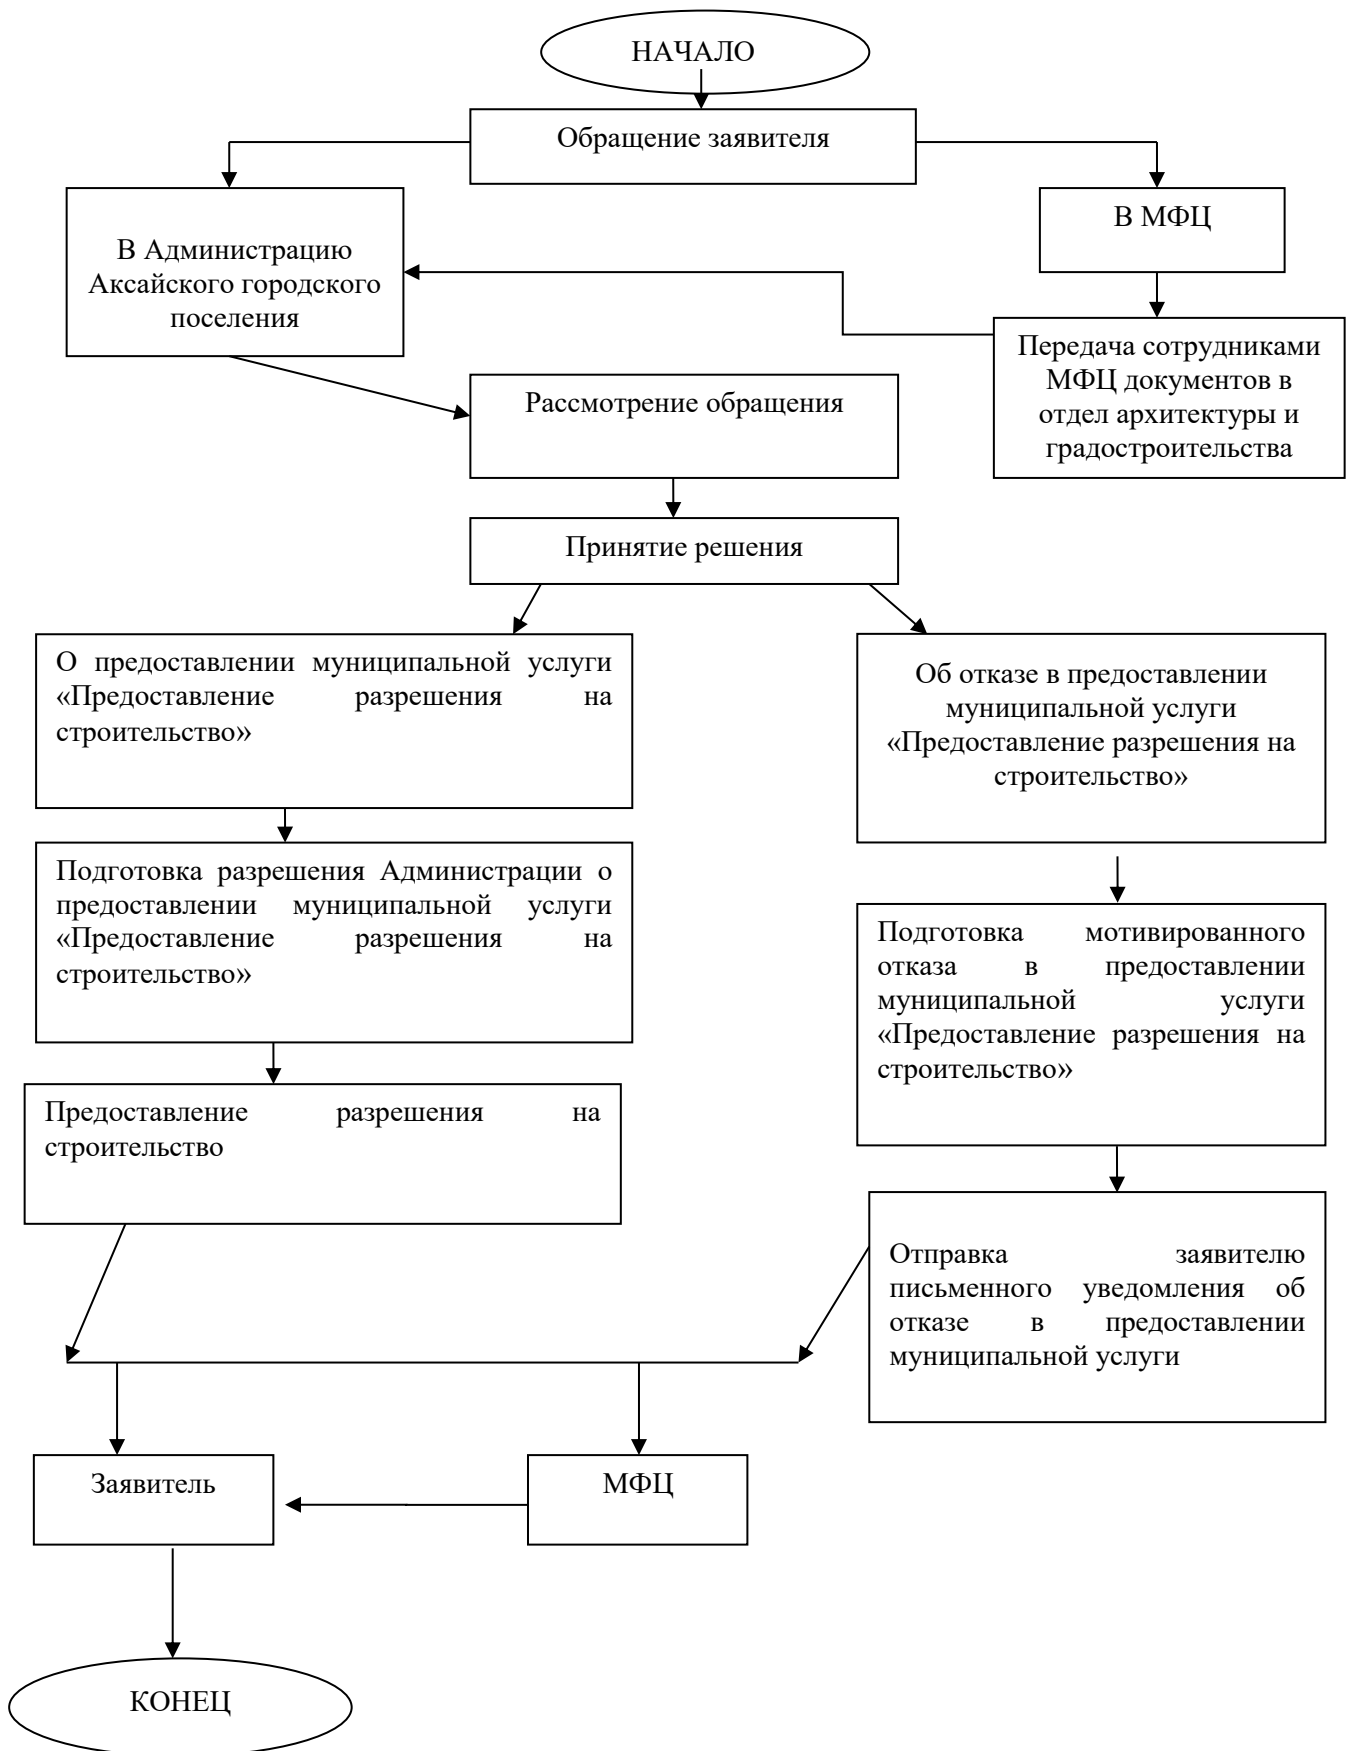 НАЧАЛО
Обращение заявителя
В Администрацию
Аксайского городского
поселения
В МФЦ
Передача сотрудниками
МФЦ документов в
отдел архитектуры и
градостроительства
Рассмотрение обращения
Принятие решения
О предоставлении муниципальной услуги
«Предоставление разрешения на
строительство»
Об отказе в предоставлении
муниципальной услуги
«Предоставление разрешения на
строительство»
Подготовка разрешения Администрации о
предоставлении муниципальной услуги
«Предоставление разрешения на
строительство»
Подготовка мотивированного
отказа в предоставлении
муниципальной услуги
«Предоставление разрешения на
строительство»
Предоставление разрешения на
строительство
Отправка заявителю
письменного уведомления об
отказе в предоставлении
муниципальной услуги
Заявитель
МФЦ
КОНЕЦ